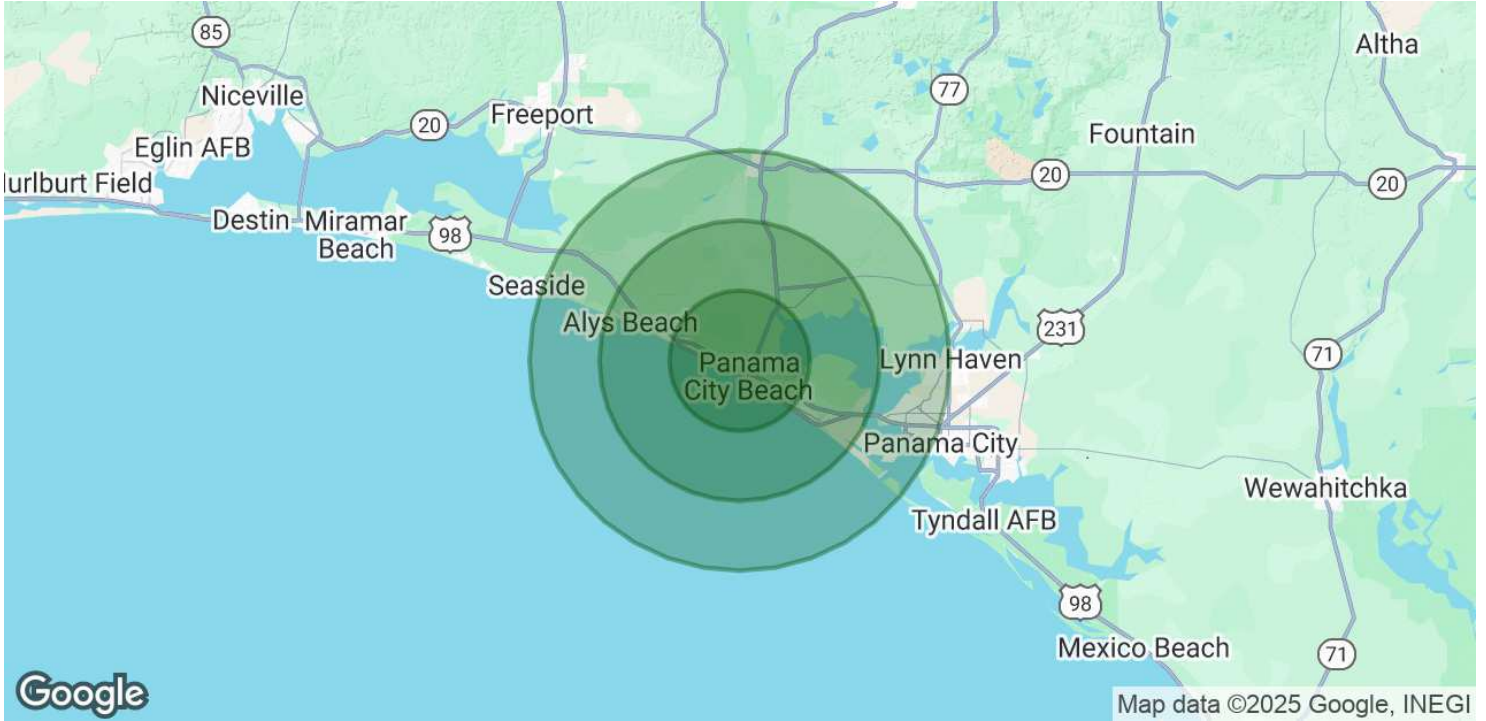 85
Altha
77
Niceville
Freeport
20
Fountain
Eglin AFB
20
20
lurlburt Field
Destin
Miramar
Beach
98
Seaside
Alys Beach
231
Lynn Haven
71
Panama
City Beach
Panama City
Wewahitchka
Tyndall AFB
98
Mexico Beach
71
Google
Map data ©2025 Google, INEGI